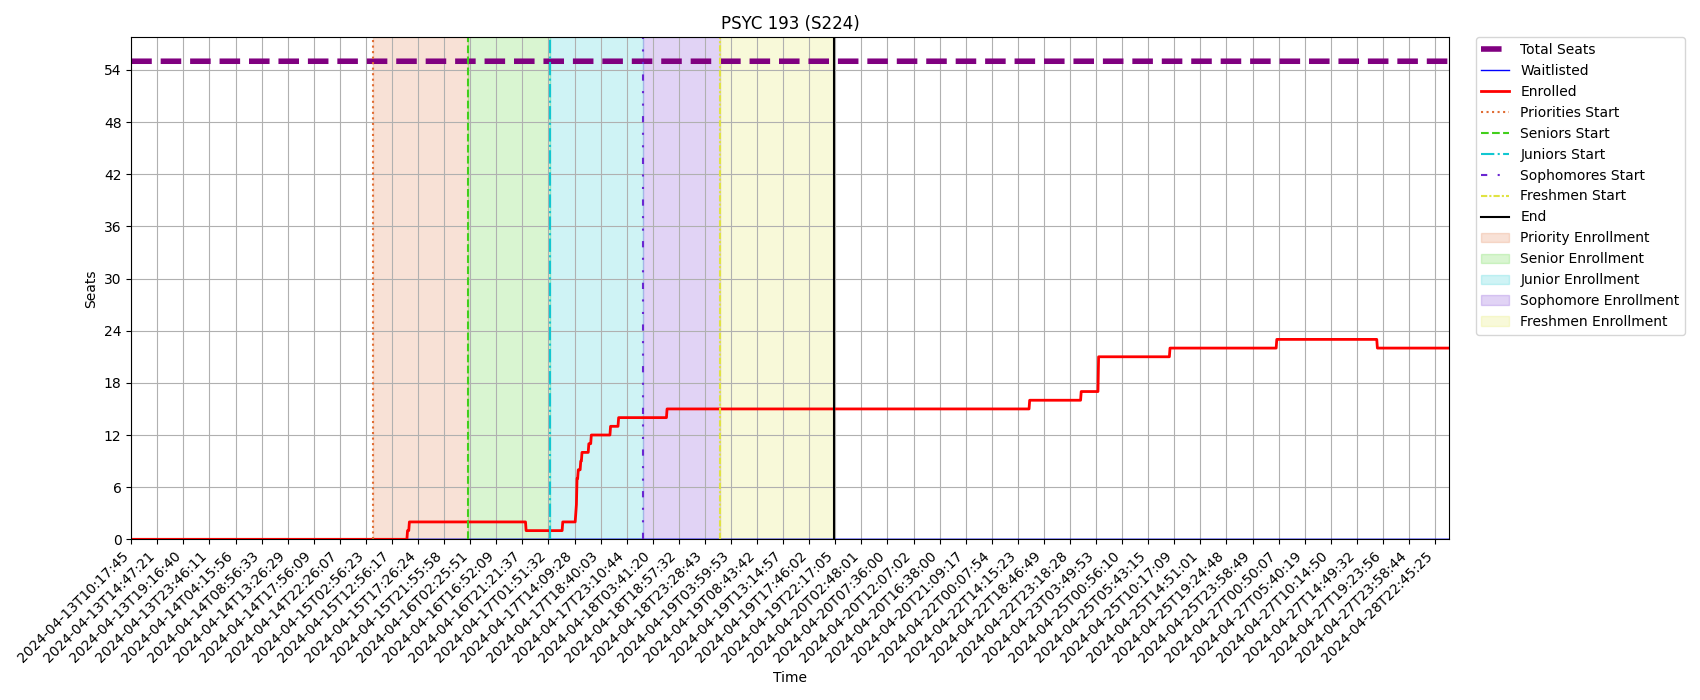 PSYC 193 (S224)
Seats
54
48
42
36
30
24
18
12
6
0
2024-04-13T10:17:45
2024-04-13T14:47:21
2024-04-13T19:16:40
2024-04-13T23:46:11
2024-04-14T04:15:56
2024-04-14T08:56:33
2024-04-14T13:26:29
2024-04-14T17:56:09
2024-04-14T22:26:07
2024-04-15T02:56:23
2024-04-15T12:56:17
2024-04-15T17:26:24
2024-04-15T21:55:58
2024-04-16T02:25:51
2024-04-16T16:52:09
2024-04-16T21:21:37
2024-04-17T01:51:32
2024-04-17T14:09:28
2024-04-17T18:40:03
2024-04-17T23:10:44
2024-04-18T03:41:20
2024-04-18T18:57:32
2024-04-18T23:28:43
2024-04-19T03:59:53
2024-04-19T08:43:42
2024-04-19T13:14:57
2024-04-19T17:46:02
2024-04-19T22:17:05
2024-04-20T02:48:01
2024-04-20T07:36:00
2024-04-20T12:07:02
2024-04-20T16:38:00
2024-04-20T21:09:17
2024-04-22T00:07:54
2024-04-22T14:15:23
2024-04-22T18:46:49
2024-04-22T23:18:28
2024-04-23T03:49:53
2024-04-25T00:56:10
2024-04-25T05:43:15
2024-04-25T10:17:09
2024-04-25T14:51:01
2024-04-25T19:24:48
2024-04-25T23:58:49
2024-04-27T00:50:07
2024-04-27T05:40:19
2024-04-27T10:14:50
2024-04-27T14:49:32
2024-04-27T19:23:56
2024-04-27T23:58:44
2024-04-28T22:45:25
Time
Total Seats
Waitlisted
Enrolled
Priorities Start
Seniors Start
Juniors Start
Sophomores Start
Freshmen Start
End
Priority Enrollment
Senior Enrollment
Junior Enrollment
Sophomore Enrollment
Freshmen Enrollment